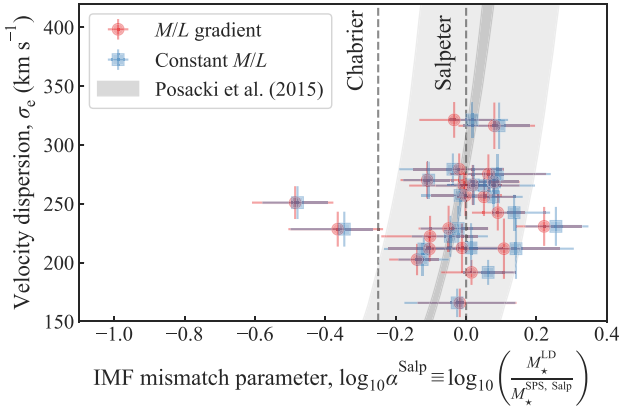 M/L gradient
Constant M/L
Posacki et al. (2015)
Chabrier
Salpeter
Velocity dispersion, σₑ (km s⁻¹)
400
350
300
250
200
150
−1.0 −0.8 −0.6 −0.4 −0.2 0.0 0.2 0.4
IMF mismatch parameter, log₁₀α^Salp ≡ log₁₀(M⋆^LD / M⋆^SPS, Salp)